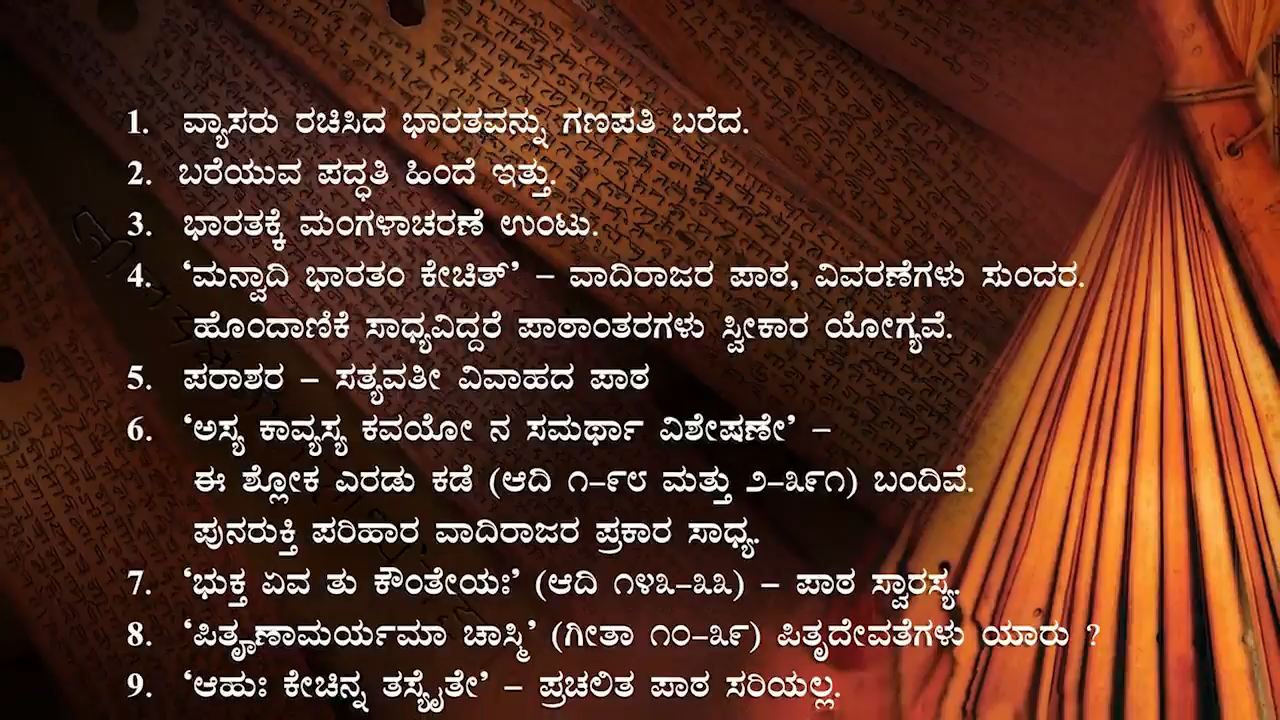 1. ವ್ಯಾಸರು ರಚಿಸಿದ ಭಾರತವನ್ನು ಗಣಪತಿ ಬರೆದ.
2. ಬರೆಯುವ ಪದ್ಧತಿ ಹಿಂದೆ ಇತ್ತು.
3. ಭಾರತಕ್ಕೆ ಮಂಗಳಾಚರಣೆ ಉಂಟು.
4. ‘ಮನ್ವಾದಿ ಭಾರತಂ ಕೇಚಿತ್’ – ವಾದಿರಾಜರ ಪಾಠ, ವಿವರಣೆಗಳು ಸುಂದರ.
ಹೊಂದಾಣಿಕೆ ಸಾಧ್ಯವಿದ್ದರೆ ಪಾಠಾಂತರಗಳು ಸ್ವೀಕಾರ ಯೋಗ್ಯವೆ.
5. ಪರಾಶರ – ಸತ್ಯವತೀ ವಿವಾಹದ ಪಾಠ
6. ‘ಅಸ್ಯ ಕಾವ್ಯಸ್ಯ ಕವಯೋ ನ ಸಮರ್ಥಾ ವಿಶೇಷಣೇ’ –
ಈ ಶ್ಲೋಕ ಎರಡು ಕಡೆ (ಆದಿ ೧–೯೮ ಮತ್ತು ೨–೩೯೧) ಬಂದಿವೆ.
ಪುನರುಕ್ತಿ ಪರಿಹಾರ ವಾದಿರಾಜರ ಪ್ರಕಾರ ಸಾಧ್ಯ.
7. ‘ಭುಕ್ತ ಏವ ತು ಕೌಂತೇಯಃ’ (ಆದಿ ೧೪೩–೩೩) – ಪಾಠ ಸ್ವಾರಸ್ಯ.
8. ‘ಪಿತೄಣಾಮರ್ಯಮಾ ಚಾಸ್ಮಿ’ (ಗೀತಾ ೧೦–೩೯) ಪಿತೃದೇವತೆಗಳು ಯಾರು ?
9. ‘ಆಹುಃ ಕೇಚಿನ್ನ ತಸ್ಯೈತೇ’ – ಪ್ರಚಲಿತ ಪಾಠ ಸರಿಯಲ್ಲ.